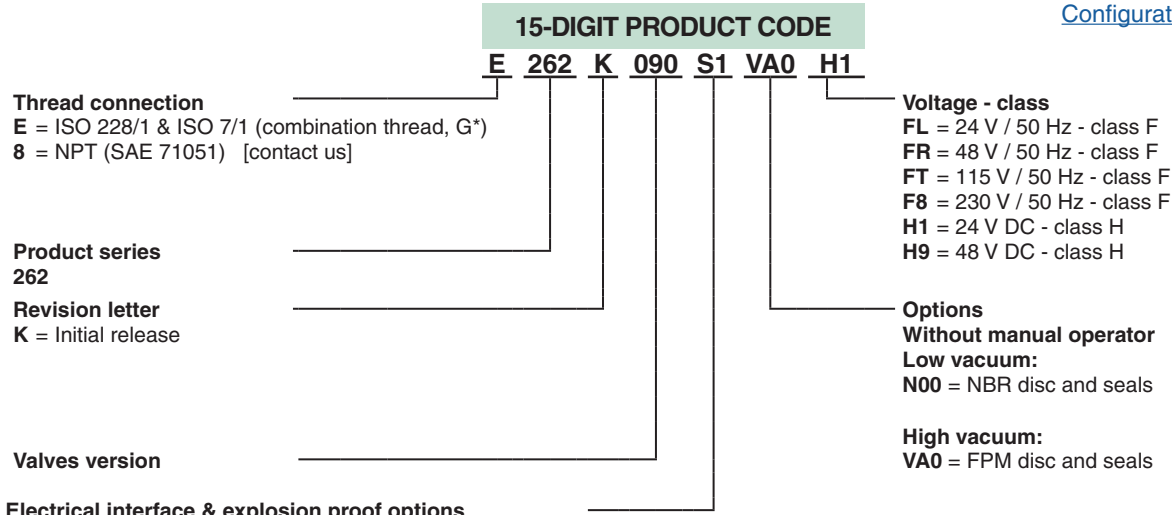 Configurat
15-DIGIT PRODUCT CODE
E 262 K 090 S1 VA0 H1
Thread connection
E = ISO 228/1 & ISO 7/1 (combination thread, G*)
8 = NPT (SAE 71051) [contact us]
Product series
262
Revision letter
K = Initial release
Valves version
Electrical interface & explosion proof options
Voltage - class
FL = 24 V / 50 Hz - class F
FR = 48 V / 50 Hz - class F
FT = 115 V / 50 Hz - class F
F8 = 230 V / 50 Hz - class F
H1 = 24 V DC - class H
H9 = 48 V DC - class H
Options
Without manual operator
Low vacuum:
N00 = NBR disc and seals
High vacuum:
VA0 = FPM disc and seals